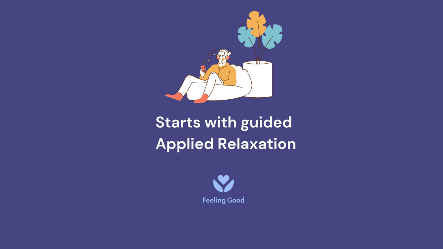 Starts with guided
Applied Relaxation
Feeling Good